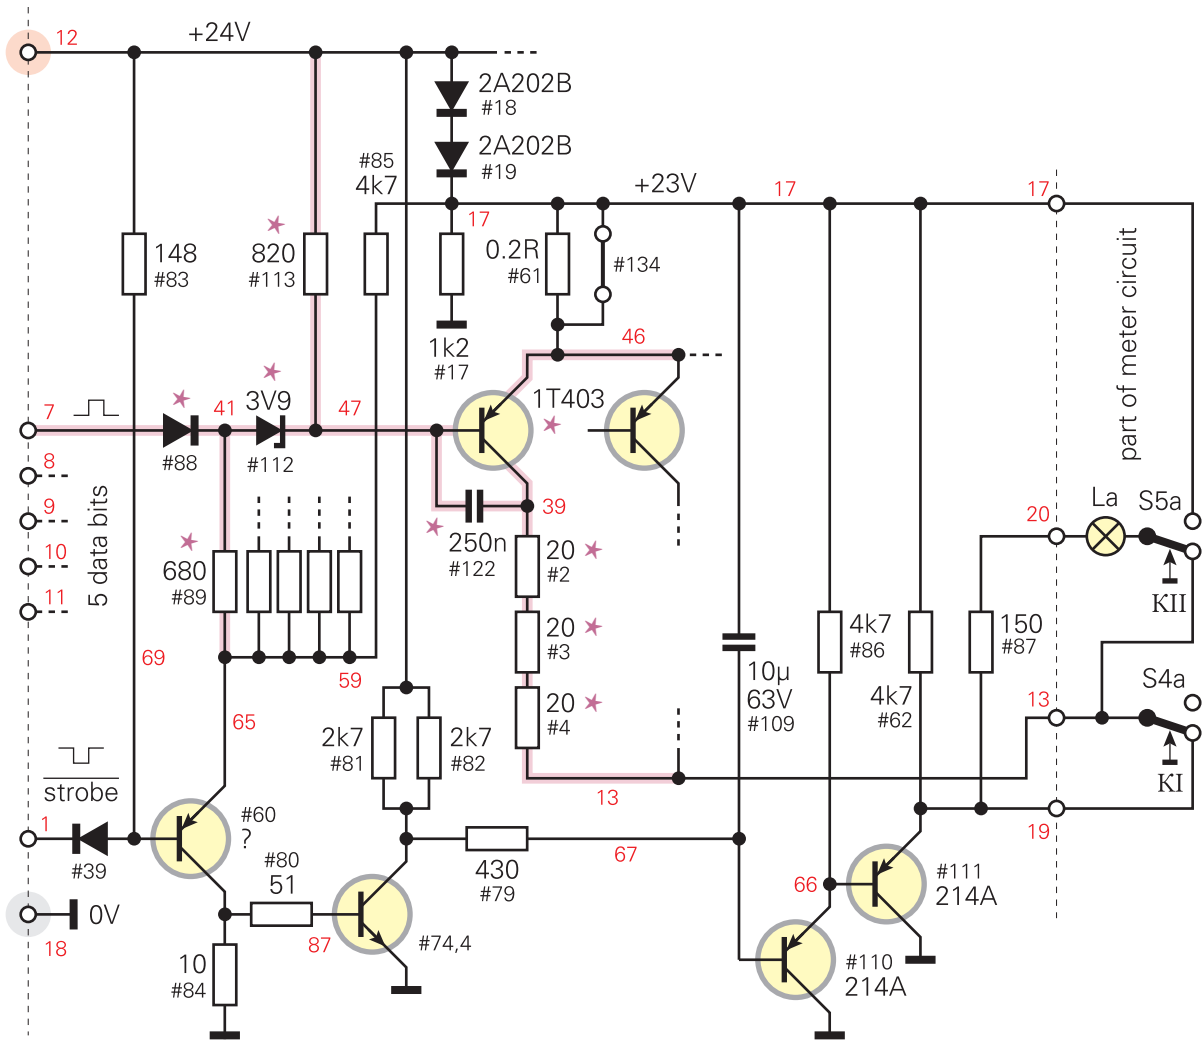 12
+24V
2A202B
#18
2A202B
#19
#85
4k7
+23V
17
17
17
148
#83
820
#113
0.2R
#61
#134
1k2
#17
46
part of meter circuit
7
41
3V9
47
1T403
#88
#112
8
9
10
11
5 data bits
39
250n
#122
20
#2
20
#3
20
#4
680
#89
69
59
65
20
La
S5a
KII
4k7
#86
4k7
#62
150
#87
10µ
63V
#109
13
S4a
KI
2k7
#81
2k7
#82
13
19
strobe
1
#39
#60
?
#80
51
430
#79
67
66
#111
214A
0V
18
87
#74,4
10
#84
#110
214A